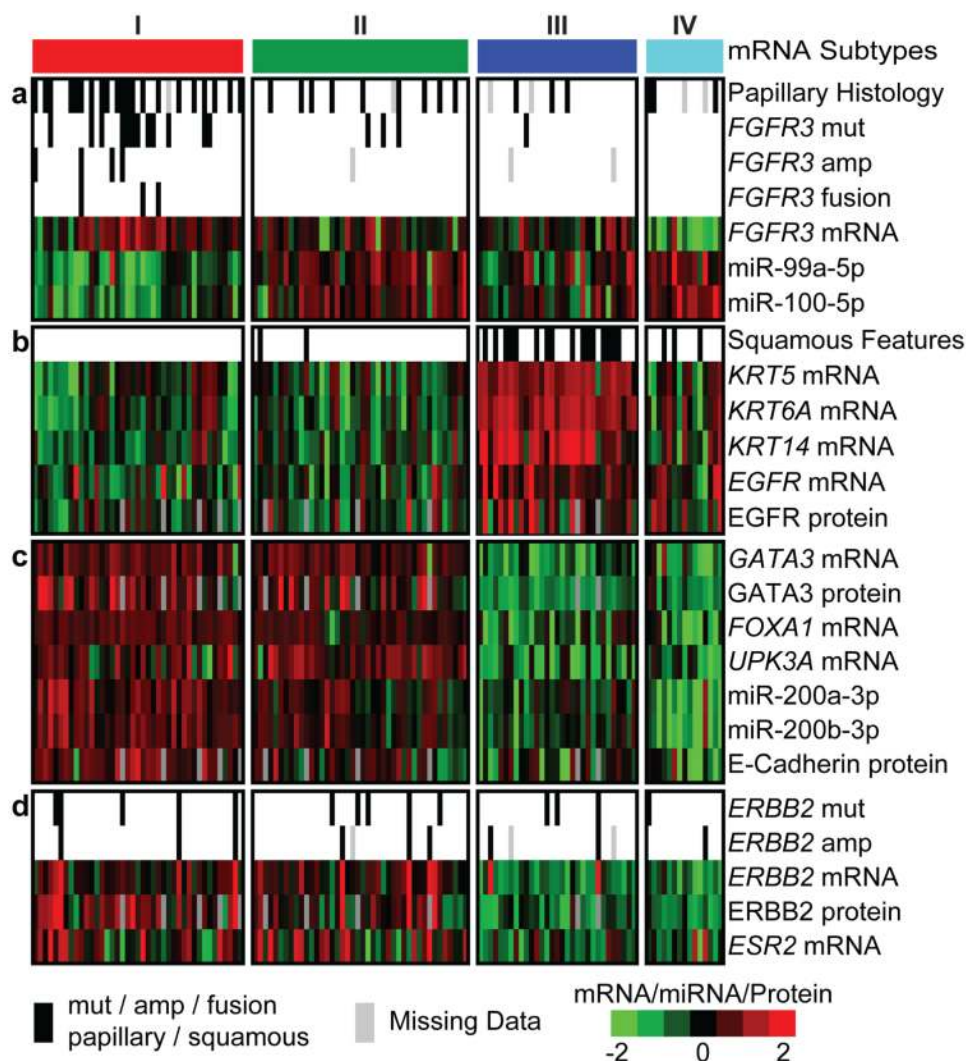 I II III IV
mRNA Subtypes
a
Papillary Histology
FGFR3 mut
FGFR3 amp
FGFR3 fusion
FGFR3 mRNA
miR-99a-5p
miR-100-5p
b
Squamous Features
KRT5 mRNA
KRT6A mRNA
KRT14 mRNA
EGFR mRNA
EGFR protein
c
GATA3 mRNA
GATA3 protein
FOXA1 mRNA
UPK3A mRNA
miR-200a-3p
miR-200b-3p
E-Cadherin protein
d
ERBB2 mut
ERBB2 amp
ERBB2 mRNA
ERBB2 protein
ESR2 mRNA
mut / amp / fusion
papillary / squamous
Missing Data
mRNA/miRNA/Protein
-2 0 2